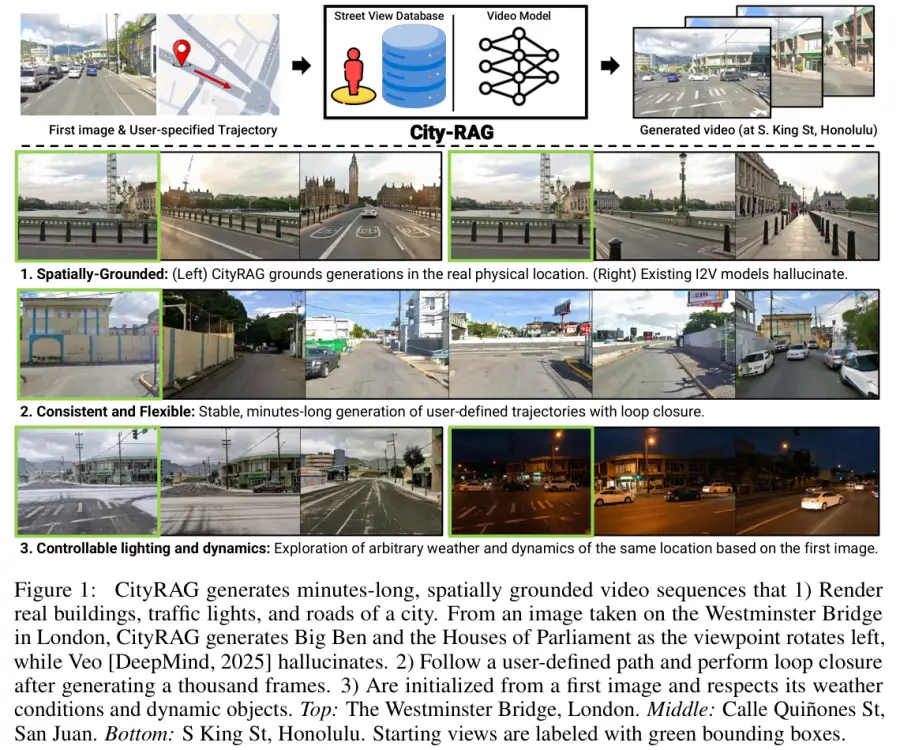 Street View Database
Video Model
First image & User-specified Trajectory
City-RAG
Generated video (at S. King St, Honolulu)
1. Spatially-Grounded: (Left) CityRAG grounds generations in the real physical location. (Right) Existing I2V models hallucinate.
2. Consistent and Flexible: Stable, minutes-long generation of user-defined trajectories with loop closure.
3. Controllable lighting and dynamics: Exploration of arbitrary weather and dynamics of the same location based on the first image.
Figure 1: CityRAG generates minutes-long, spatially grounded video sequences that 1) Render
real buildings, traffic lights, and roads of a city. From an image taken on the Westminster Bridge
in London, CityRAG generates Big Ben and the Houses of Parliament as the viewpoint rotates left,
while Veo [DeepMind, 2025] hallucinates. 2) Follow a user-defined path and perform loop closure
after generating a thousand frames. 3) Are initialized from a first image and respects its weather
conditions and dynamic objects. Top: The Westminster Bridge, London. Middle: Calle Quiñones St,
San Juan. Bottom: S King St, Honolulu. Starting views are labeled with green bounding boxes.